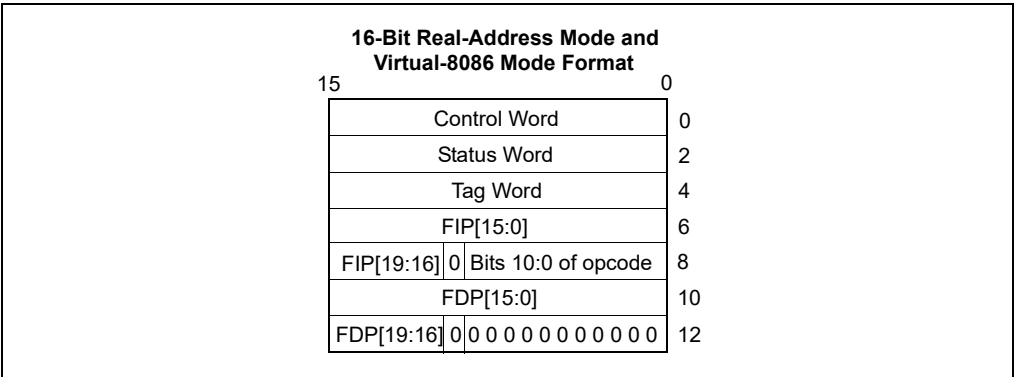 16-Bit Real-Address Mode and
Virtual-8086 Mode Format
15 0
Control Word 0
Status Word 2
Tag Word 4
FIP[15:0] 6
FIP[19:16] 0 Bits 10:0 of opcode 8
FDP[15:0] 10
FDP[19:16] 0 0 0 0 0 0 0 0 0 0 0 0 12